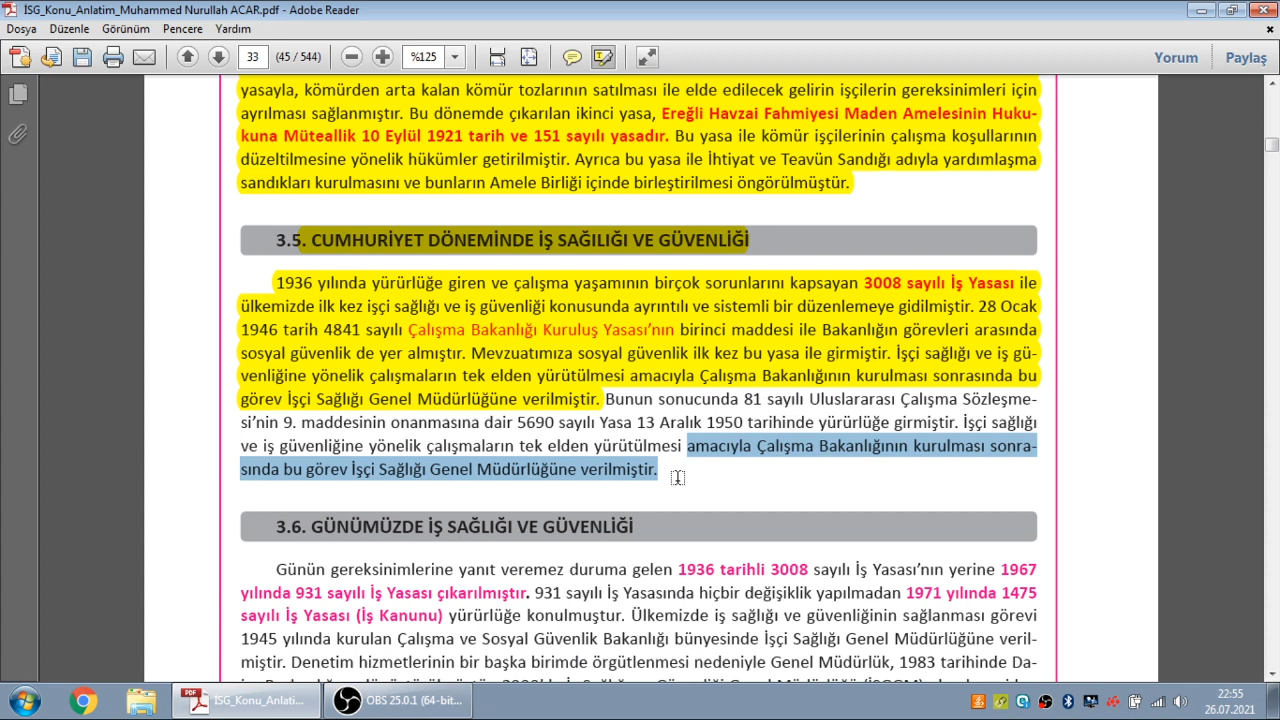 İSG_Konu_Anlatim_Muhammed Nurullah ACAR.pdf - Adobe Reader
Dosya Düzenle Görünüm Pencere Yardım
33 (45 / 544) %125 Yorum Paylaş
yasayla, kömürden arta kalan kömür tozlarının satılması ile elde edilecek gelirin işçilerin gereksinimleri için
ayrılması sağlanmıştır. Bu dönemde çıkarılan ikinci yasa, Ereğli Havzai Fahmiyesi Maden Amelesinin Huku-
kuna Müteallik 10 Eylül 1921 tarih ve 151 sayılı yasadır. Bu yasa ile kömür işçilerinin çalışma koşullarının
düzeltilmesine yönelik hükümler getirilmiştir. Ayrıca bu yasa ile İhtiyat ve Teavün Sandığı adıyla yardımlaşma
sandıkları kurulmasını ve bunların Amele Birliği içinde birleştirilmesi öngörülmüştür.
3.5. CUMHURİYET DÖNEMİNDE İŞ SAĞILIĞI VE GÜVENLİĞİ
1936 yılında yürürlüğe giren ve çalışma yaşamının birçok sorunlarını kapsayan 3008 sayılı İş Yasası ile
ülkemizde ilk kez işçi sağlığı ve iş güvenliği konusunda ayrıntılı ve sistemli bir düzenlemeye gidilmiştir. 28 Ocak
1946 tarih 4841 sayılı Çalışma Bakanlığı Kuruluş Yasası’nın birinci maddesi ile Bakanlığın görevleri arasında
sosyal güvenlik de yer almıştır. Mevzuatımıza sosyal güvenlik ilk kez bu yasa ile girmiştir. İşçi sağlığı ve iş gü-
venliğine yönelik çalışmaların tek elden yürütülmesi amacıyla Çalışma Bakanlığının kurulması sonrasında bu
görev İşçi Sağlığı Genel Müdürlüğüne verilmiştir. Bunun sonucunda 81 sayılı Uluslararası Çalışma Sözleşme-
si’nin 9. maddesinin onanmasına dair 5690 sayılı Yasa 13 Aralık 1950 tarihinde yürürlüğe girmiştir. İşçi sağlığı
ve iş güvenliğine yönelik çalışmaların tek elden yürütülmesi amacıyla Çalışma Bakanlığının kurulması sonra-
sında bu görev İşçi Sağlığı Genel Müdürlüğüne verilmiştir.
3.6. GÜNÜMÜZDE İŞ SAĞLIĞI VE GÜVENLİĞİ
Günün gereksinimlerine yanıt veremez duruma gelen 1936 tarihli 3008 sayılı İş Yasası’nın yerine 1967
yılında 931 sayılı İş Yasası çıkarılmıştır. 931 sayılı İş Yasasında hiçbir değişiklik yapılmadan 1971 yılında 1475
sayılı İş Yasası (İş Kanunu) yürürlüğe konulmuştur. Ülkemizde iş sağlığı ve güvenliğinin sağlanması görevi
1945 yılında kurulan Çalışma ve Sosyal Güvenlik Bakanlığı bünyesinde İşçi Sağlığı Genel Müdürlüğüne veril-
miştir. Denetim hizmetlerinin bir başka birimde örgütlenmesi nedeniyle Genel Müdürlük, 1983 tarihinde Da-
İSG_Konu_Anlati... OBS 25.0.1 (64-bit... 22:55
26.07.2021